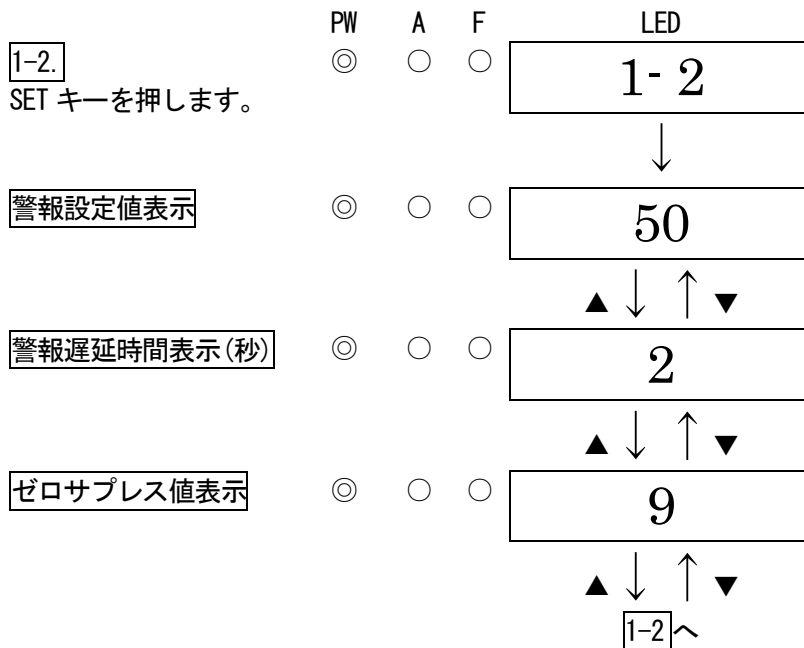 PW A F LED
1-2. ◎ ○ ○ 1- 2
SET キーを押します。
↓
警報設定値表示 ◎ ○ ○ 50
▲ ↓ ↑ ▼
警報遅延時間表示(秒) ◎ ○ ○ 2
▲ ↓ ↑ ▼
ゼロサプレス値表示 ◎ ○ ○ 9
▲ ↓ ↑ ▼
1-2へ